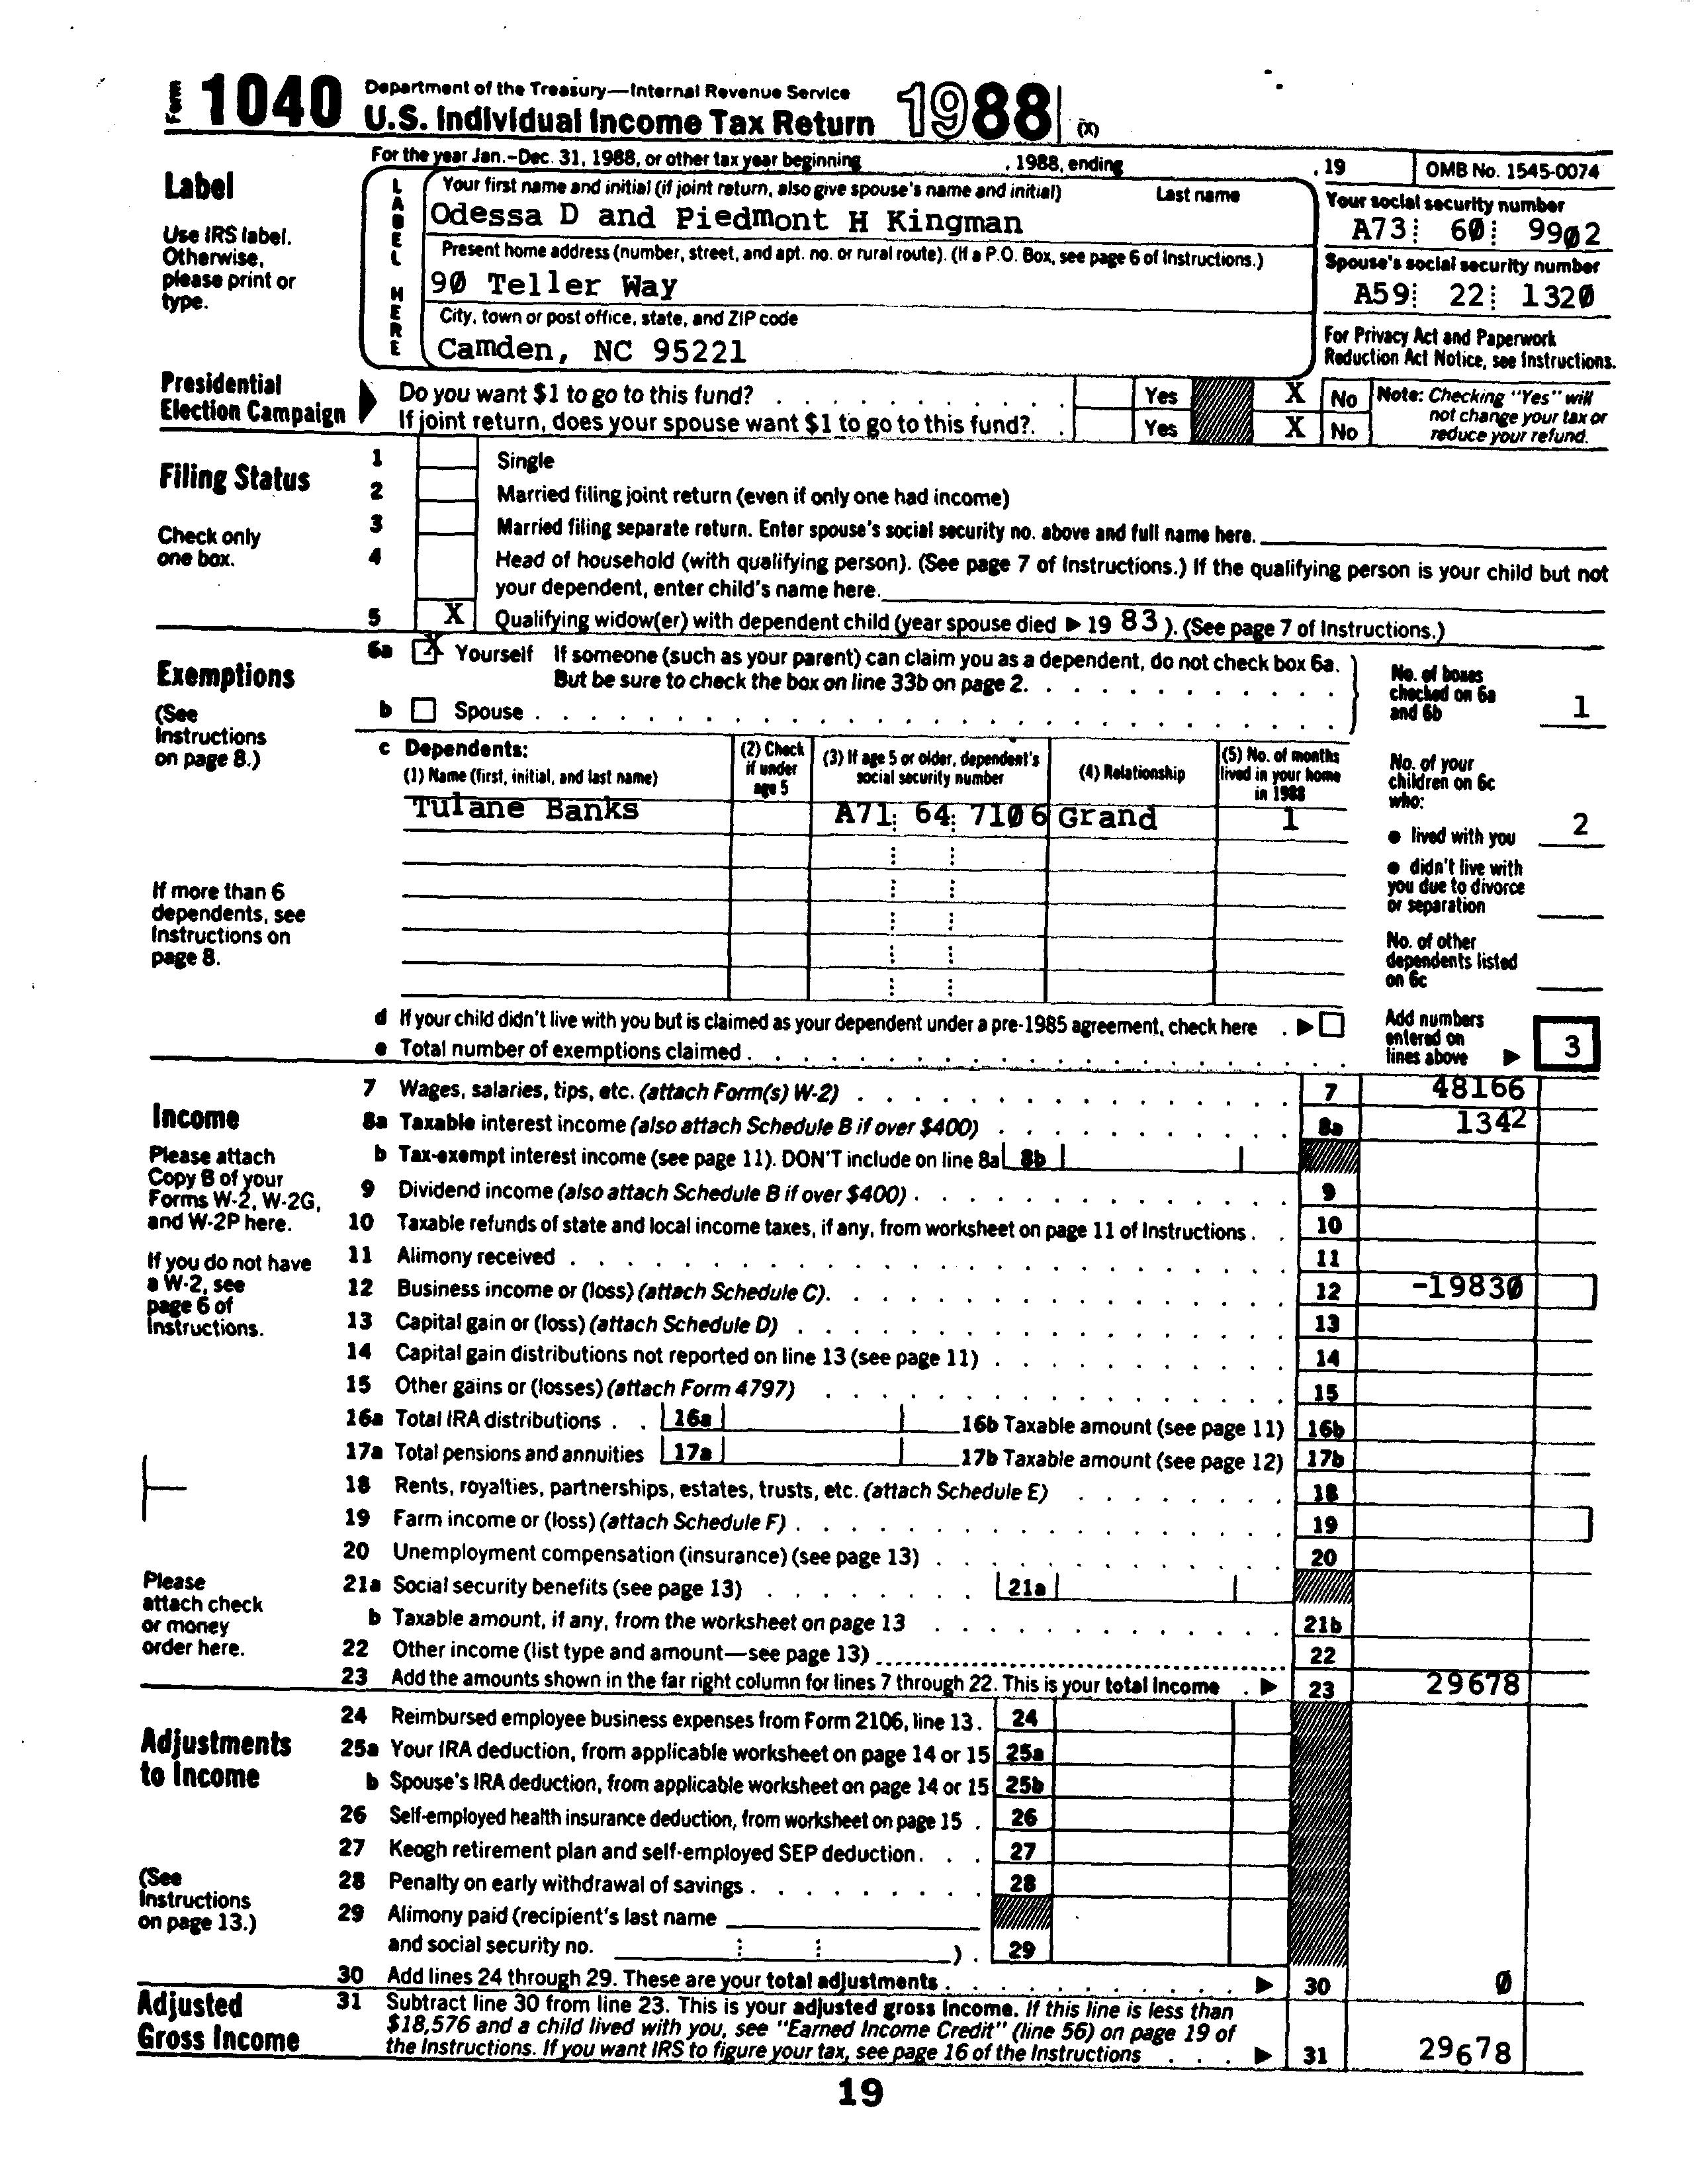 Form 1040 Department of the Treasury—Internal Revenue Service
U.S. Individual Income Tax Return 1988 (X)
For the year Jan.–Dec. 31, 1988, or other tax year beginning , 1988, ending , 19 OMB No. 1545-0074
Label
Use IRS label.
Otherwise,
please print or
type.
LABEL HERE
Your first name and initial (if joint return, also give spouse's name and initial) Last name
Odessa D and Piedmont H Kingman
Your social security number
A73 60 9902
Present home address (number, street, and apt. no. or rural route). (If a P.O. Box, see page 6 of Instructions.)
90 Teller Way
Spouse's social security number
A59 22 1320
City, town or post office, state, and ZIP code
Camden, NC 95221
For Privacy Act and Paperwork
Reduction Act Notice, see Instructions.
Presidential
Election Campaign
Do you want $1 to go to this fund? Yes X No
If joint return, does your spouse want $1 to go to this fund? Yes X No
Note: Checking "Yes" will
not change your tax or
reduce your refund.
Filing Status
Check only
one box.
1 Single
2 Married filing joint return (even if only one had income)
3 Married filing separate return. Enter spouse's social security no. above and full name here.
4 Head of household (with qualifying person). (See page 7 of Instructions.) If the qualifying person is your child but not
your dependent, enter child's name here.
5 X Qualifying widow(er) with dependent child (year spouse died ▶ 19 83 ). (See page 7 of Instructions.)
Exemptions
(See
Instructions
on page 8.)
6a X Yourself If someone (such as your parent) can claim you as a dependent, do not check box 6a.
But be sure to check the box on line 33b on page 2.
b Spouse
No. of boxes
checked on 6a
and 6b 1
c Dependents:
(1) Name (first, initial, and last name)
(2) Check
if under
age 5
(3) If age 5 or older, dependent's
social security number
(4) Relationship
(5) No. of months
lived in your home
in 1988
Tulane Banks A71 64 7106 Grand 1
If more than 6
dependents, see
Instructions on
page 8.
No. of your
children on 6c
who:
● lived with you 2
● didn't live with
you due to divorce
or separation
No. of other
dependents listed
on 6c
d If your child didn't live with you but is claimed as your dependent under a pre-1985 agreement, check here ▶
e Total number of exemptions claimed
Add numbers
entered on
lines above ▶ 3
Income
Please attach
Copy B of your
Forms W-2, W-2G,
and W-2P here.
If you do not have
a W-2, see
page 6 of
Instructions.
Please
attach check
or money
order here.
7 Wages, salaries, tips, etc. (attach Form(s) W-2) 7 48166
8a Taxable interest income (also attach Schedule B if over $400) 8a 1342
b Tax-exempt interest income (see page 11). DON'T include on line 8a 8b
9 Dividend income (also attach Schedule B if over $400) 9
10 Taxable refunds of state and local income taxes, if any, from worksheet on page 11 of Instructions 10
11 Alimony received 11
12 Business income or (loss) (attach Schedule C) 12 -19830
13 Capital gain or (loss) (attach Schedule D) 13
14 Capital gain distributions not reported on line 13 (see page 11) 14
15 Other gains or (losses) (attach Form 4797) 15
16a Total IRA distributions 16a 16b Taxable amount (see page 11) 16b
17a Total pensions and annuities 17a 17b Taxable amount (see page 12) 17b
18 Rents, royalties, partnerships, estates, trusts, etc. (attach Schedule E) 18
19 Farm income or (loss) (attach Schedule F) 19
20 Unemployment compensation (insurance) (see page 13) 20
21a Social security benefits (see page 13) 21a
b Taxable amount, if any, from the worksheet on page 13 21b
22 Other income (list type and amount—see page 13) 22
23 Add the amounts shown in the far right column for lines 7 through 22. This is your total income ▶ 23 29678
Adjustments
to Income
(See
Instructions
on page 13.)
24 Reimbursed employee business expenses from Form 2106, line 13. 24
25a Your IRA deduction, from applicable worksheet on page 14 or 15 25a
b Spouse's IRA deduction, from applicable worksheet on page 14 or 15 25b
26 Self-employed health insurance deduction, from worksheet on page 15 26
27 Keogh retirement plan and self-employed SEP deduction 27
28 Penalty on early withdrawal of savings 28
29 Alimony paid (recipient's last name
and social security no. ) 29
30 Add lines 24 through 29. These are your total adjustments ▶ 30 0
Adjusted
Gross Income
31 Subtract line 30 from line 23. This is your adjusted gross income. If this line is less than
$18,576 and a child lived with you, see "Earned Income Credit" (line 56) on page 19 of
the Instructions. If you want IRS to figure your tax, see page 16 of the Instructions ▶ 31 29678
19